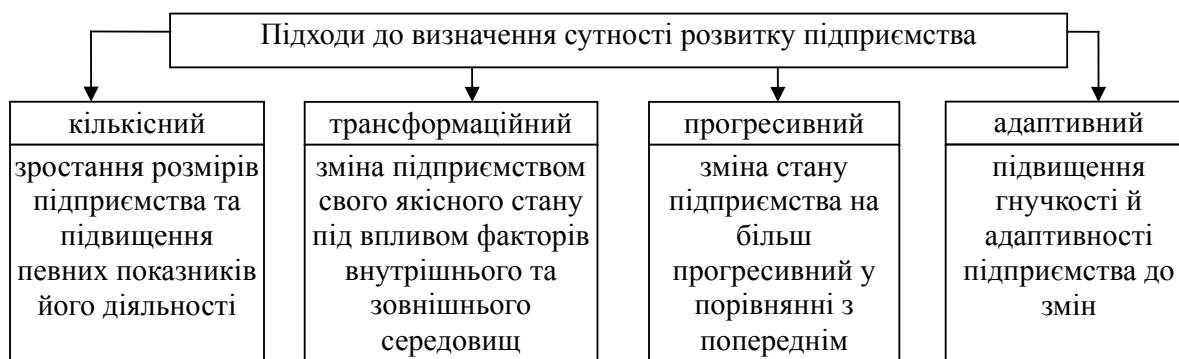 Підходи до визначення сутності розвитку підприємства
кількісний
зростання розмірів
підприємства та
підвищення
певних показників
його діяльності
трансформаційний
зміна підприємством
свого якісного стану
під впливом факторів
внутрішнього та
зовнішнього
середовищ
прогресивний
зміна стану
підприємства на
більш
прогресивний у
порівнянні з
попереднім
адаптивний
підвищення
гнучкості й
адаптивності
підприємства до
змін